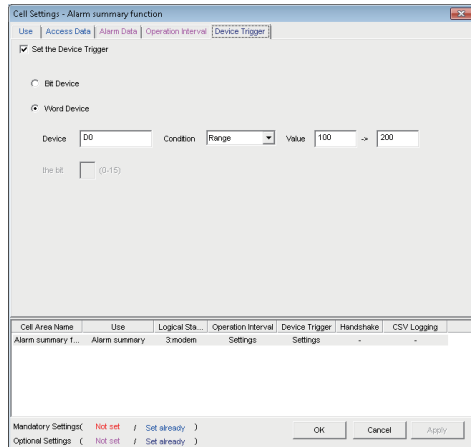 Cell Settings - Alarm summary function
Use Access Data Alarm Data Operation Interval Device Trigger
Set the Device Trigger
Bit Device
Word Device
Device D0 Condition Range Value 100 -> 200
the bit (0-15)
Cell Area Name Use Logical Sta... Operation Interval Device Trigger Handshake CSV Logging
Alarm summary f... Alarm summary 3:modem Settings Settings - -
Mandatory Settings( Not set / Set already )
Optional Settings ( Not set / Set already )
OK Cancel Apply